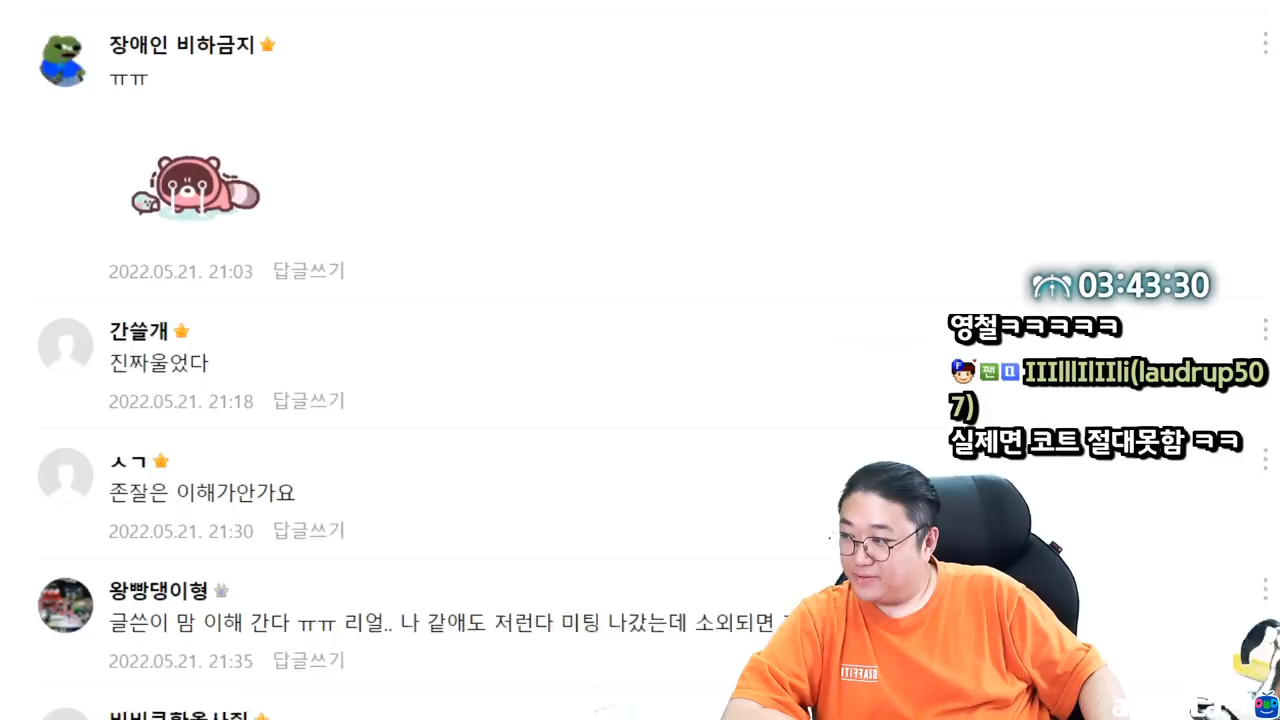 장애인 비하금지
ㅠㅠ
2022.05.21. 21:03 답글쓰기
간쓸개
진짜울었다
2022.05.21. 21:18 답글쓰기
ㅅㄱ
존잘은 이해가안가요
2022.05.21. 21:30 답글쓰기
왕빵댕이형
글쓴이 맘 이해 간다 ㅠㅠ 리얼.. 나 같애도 저런다 미팅 나갔는데 소외되면
2022.05.21. 21:35 답글쓰기
03:43:30
영철ㅋㅋㅋㅋㅋ
팬 IIIlllIlIIli(laudrup50
7)
실제면 코트 절대못함 ㅋㅋ
GRAFFITI